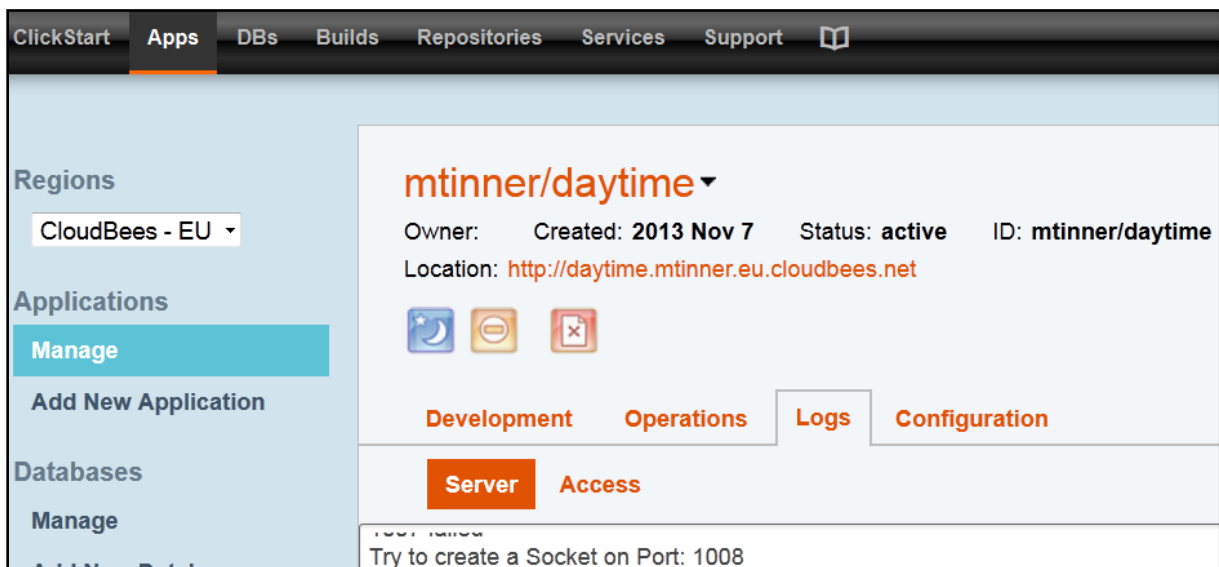 ClickStart Apps DBs Builds Repositories Services Support
Regions
CloudBees - EU
Applications
Manage
Add New Application
Databases
Manage
mtinner/daytime
Owner: Created: 2013 Nov 7 Status: active ID: mtinner/daytime
Location: http://daytime.mtinner.eu.cloudbees.net
Development Operations Logs Configuration
Server Access
failed
Try to create a Socket on Port: 1008